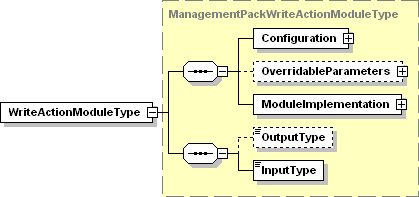 ManagementPackWriteActionModuleType
Configuration
OverridableParameters
WriteActionModuleType
ModuleImplementation
OutputType
InputType